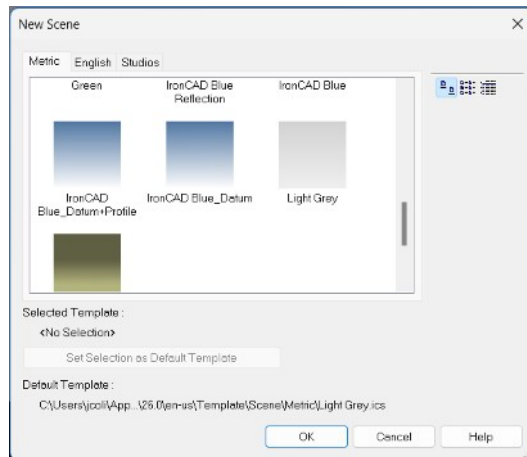 New Scene
Metric English Studios
Green IronCAD Blue Reflection IronCAD Blue
IronCAD Blue_Datum+Profile IronCAD Blue_Datum Light Grey
Selected Template :
<No Selection>
Set Selection as Default Template
Default Template :
C:\Users\jcoli\App...\26.0\en-us\Template\Scene\Metric\Light Grey.ics
OK Cancel Help